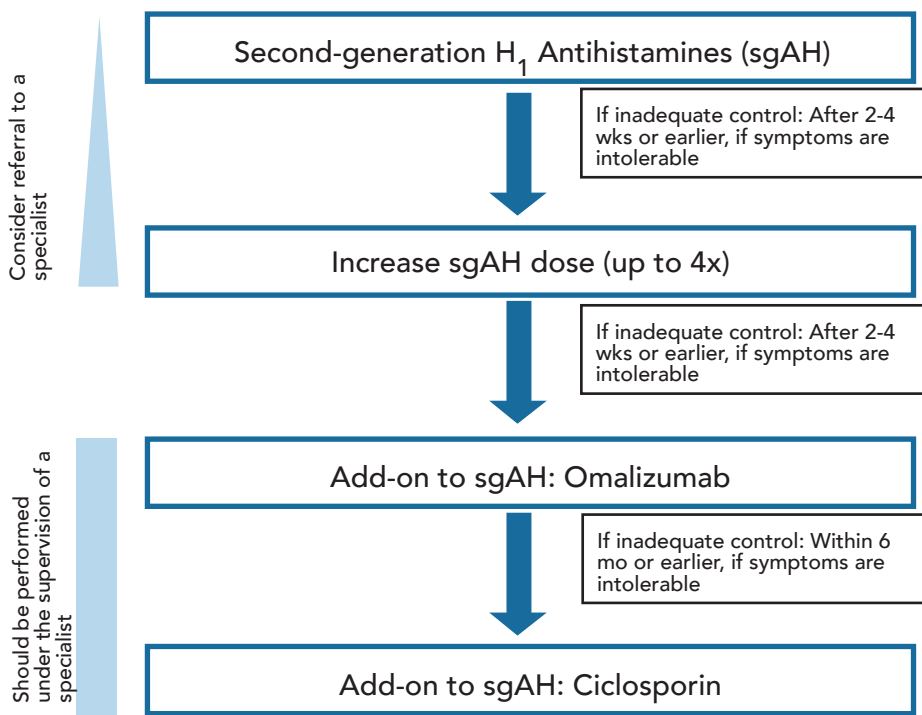 Second-generation H1 Antihistamines (sgAH)
If inadequate control: After 2-4
wks or earlier, if symptoms are
intolerable
Consider referral to a
specialist
Increase sgAH dose (up to 4x)
If inadequate control: After 2-4
wks or earlier, if symptoms are
intolerable
Add-on to sgAH: Omalizumab
If inadequate control: Within 6
mo or earlier, if symptoms are
intolerable
Should be performed
under the supervision of a
specialist
Add-on to sgAH: Ciclosporin